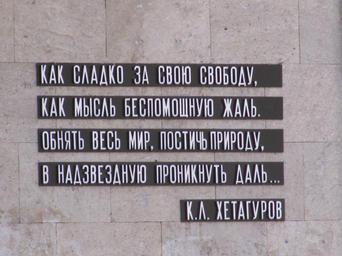 КАК СЛАДКО ЗА СВОЮ СВОБОДУ,
КАК МЫСЛЬ БЕСПОМОЩНУЮ ЖАЛЬ.
ОБНЯТЬ ВЕСЬ МИР, ПОСТИЧЬ ПРИРОДУ,
В НАДЗВЕЗДНУЮ ПРОНИКНУТЬ ДАЛЬ...
К.Л. ХЕТАГУРОВ